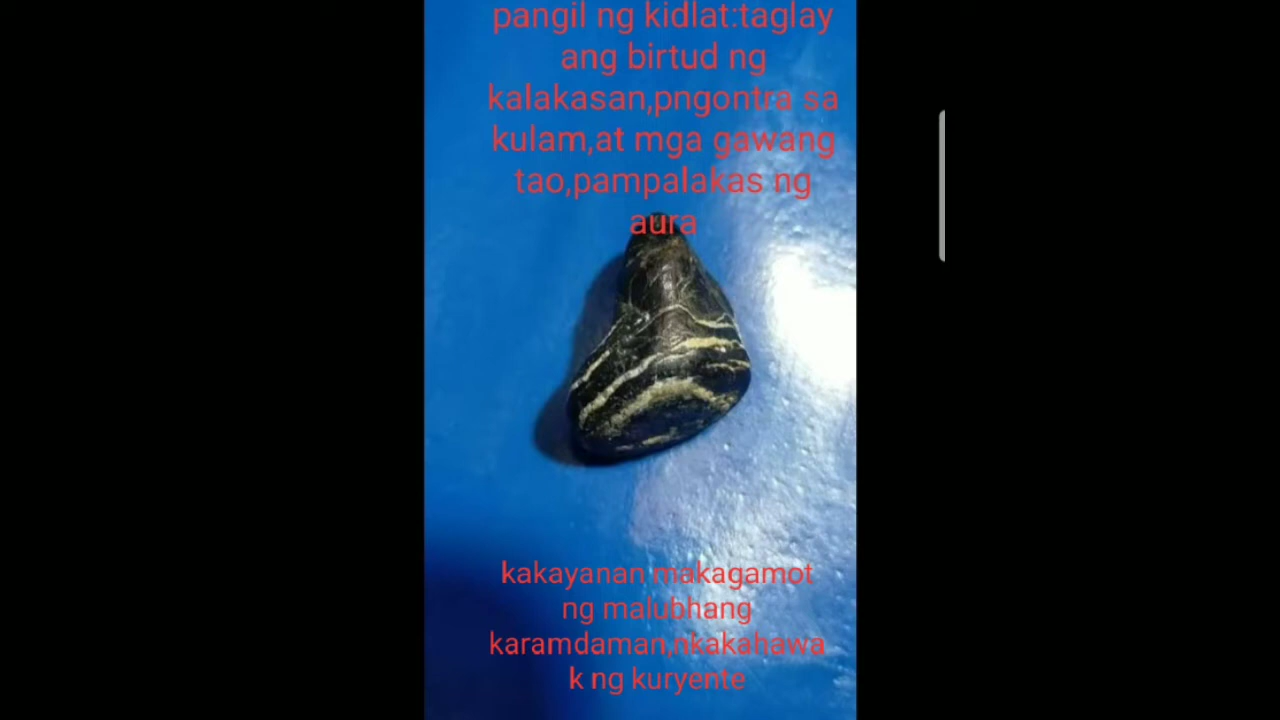 pangil ng kidlat:taglay
ang birtud ng
kalakasan,pngontra sa
kulam,at mga gawang
tao,pampalakas ng
aura
kakayanan makagamot
ng malubhang
karamdaman,nkakahawa
k ng kuryente